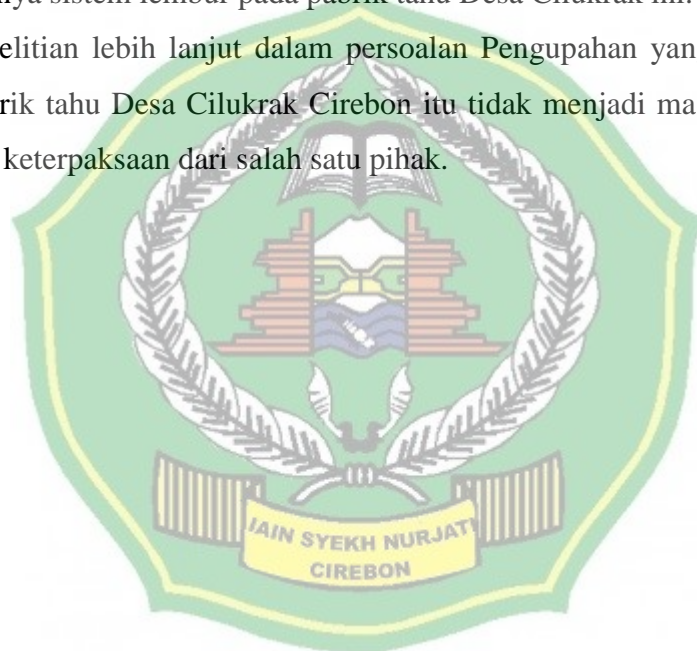 nya sistem lembur pada pabrik tahu Desa Cilukrak ini.
elitian lebih lanjut dalam persoalan Pengupahan yan
rik tahu Desa Cilukrak Cirebon itu tidak menjadi ma
keterpaksaan dari salah satu pihak.
IAIN SYEKH NURJATI
CIREBON